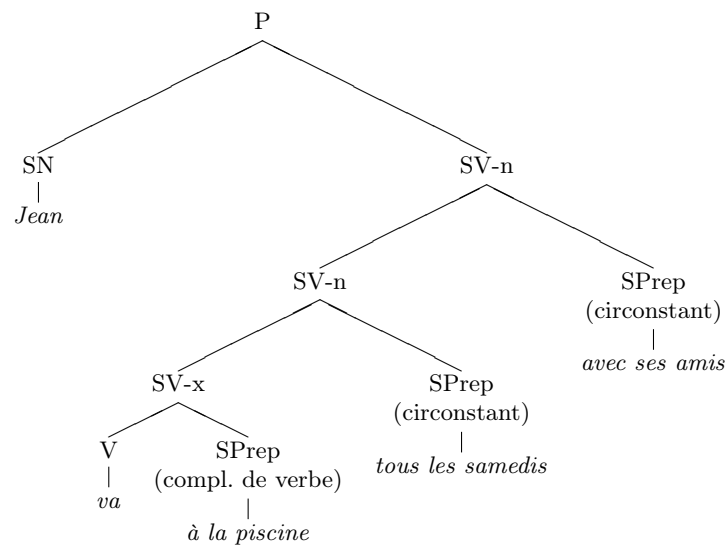 P
SN
SV-n
Jean
SV-n
SPrep
(circonstant)
avec ses amis
SV-x
SPrep
(circonstant)
tous les samedis
V
SPrep
(compl. de verbe)
va
à la piscine